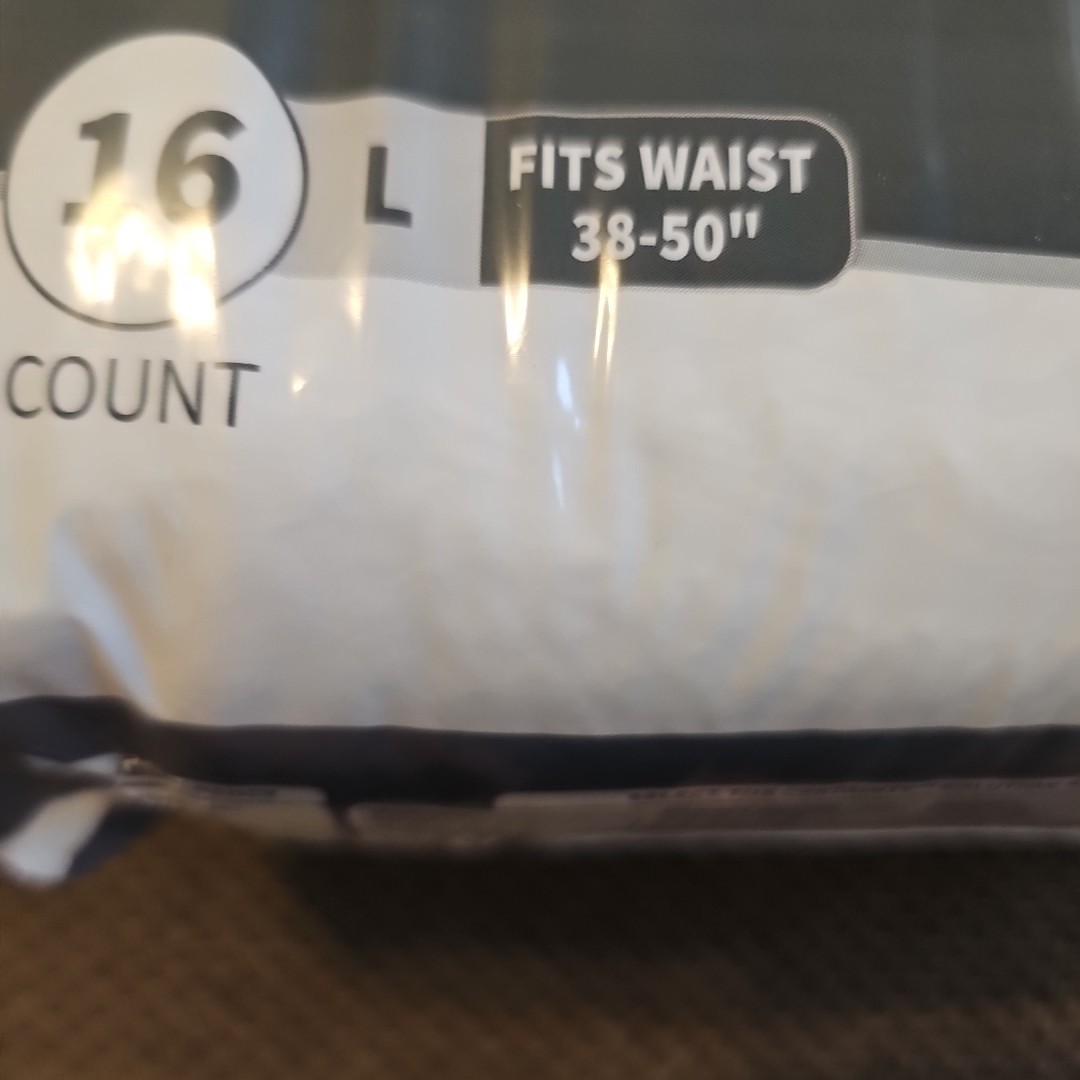 16
COUNT
L
FITS WAIST
38-50"